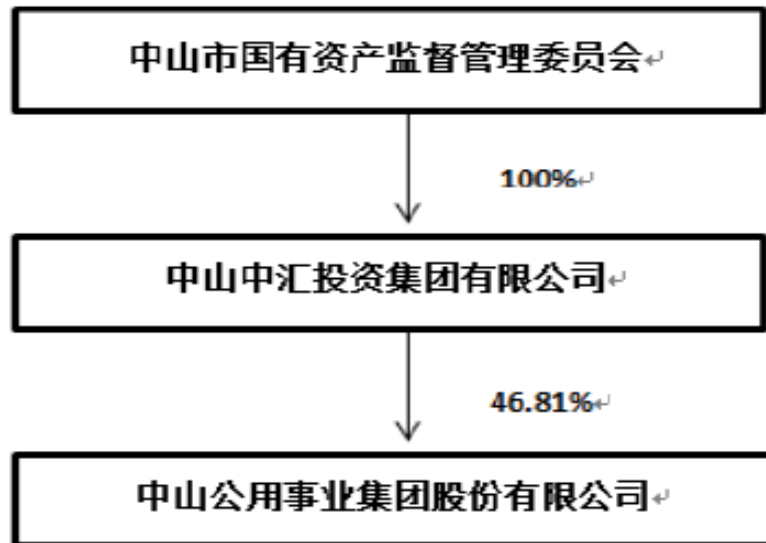 中山市国有资产监督管理委员会↵
100%↵
中山中汇投资集团有限公司↵
46.81%↵
中山公用事业集团股份有限公司↵